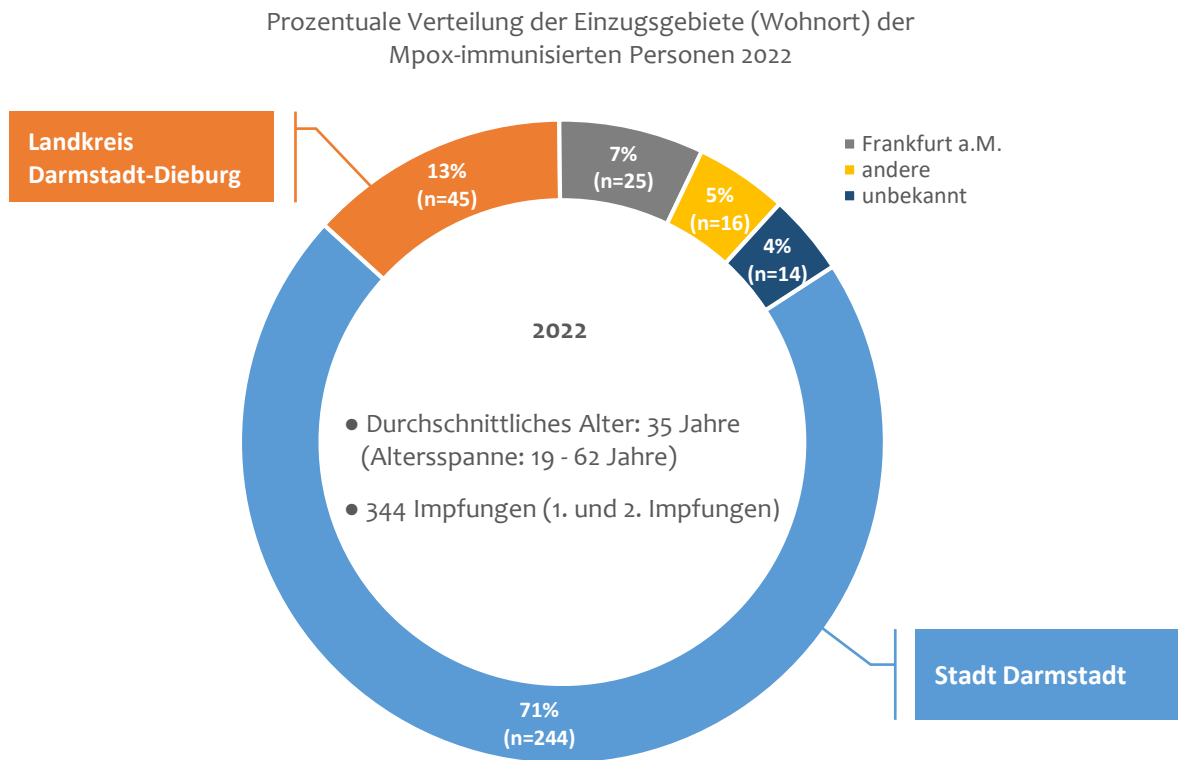 Prozentuale Verteilung der Einzugsgebiete (Wohnort) der
Mpox-immunisierten Personen 2022
Landkreis
Darmstadt-Dieburg
13%
(n=45)
7%
(n=25)
5%
(n=16)
4%
(n=14)
Frankfurt a.M.
andere
unbekannt
2022
● Durchschnittliches Alter: 35 Jahre
(Altersspanne: 19 - 62 Jahre)
● 344 Impfungen (1. und 2. Impfungen)
Stadt Darmstadt
71%
(n=244)